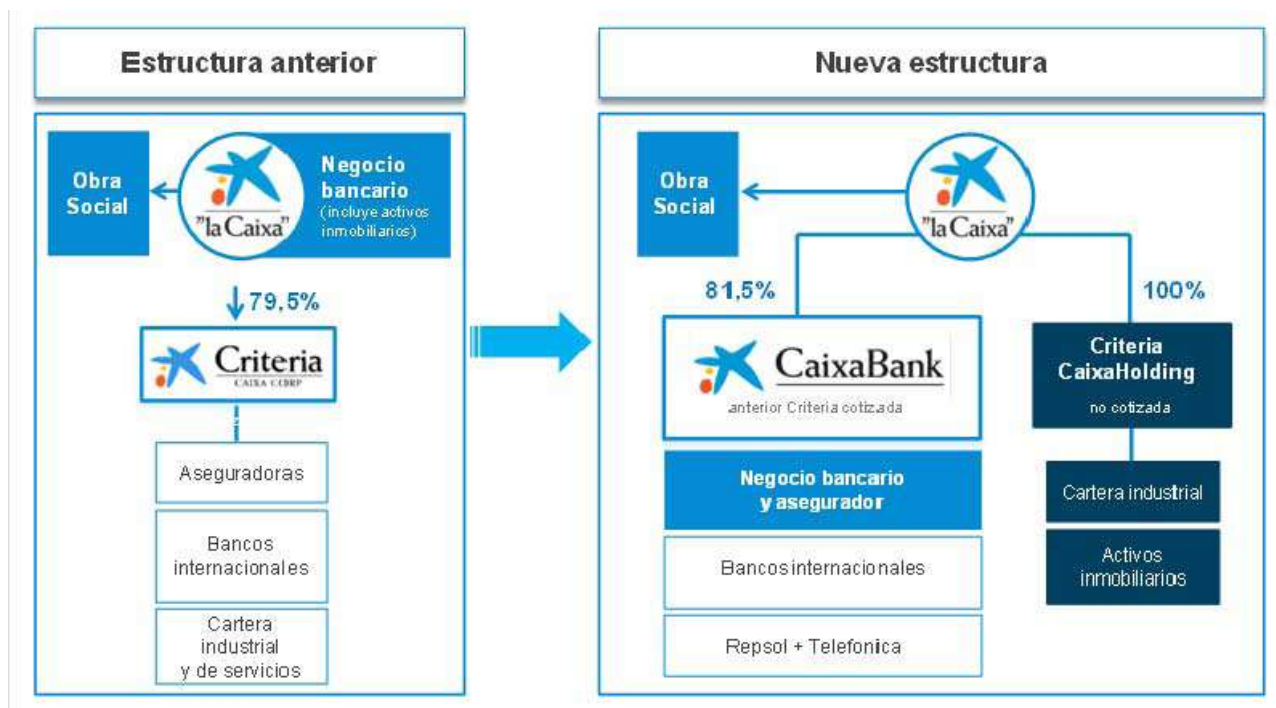 Estructura anterior
Obra
Social
"la Caixa"
Negocio
bancario
(incluye activos
inmobiliarios)
79,5%
Criteria
CAIXA CORP
Aseguradoras
Bancos
internacionales
Cartera
industrial
y de servicios
Nueva estructura
Obra
Social
"la Caixa"
81,5%
100%
CaixaBank
anterior Criteria cotizada
Negocio bancario
y asegurador
Bancos internacionales
Repsol + Telefonica
Criteria
CaixaHolding
no cotizada
Cartera industrial
Activos
inmobiliarios